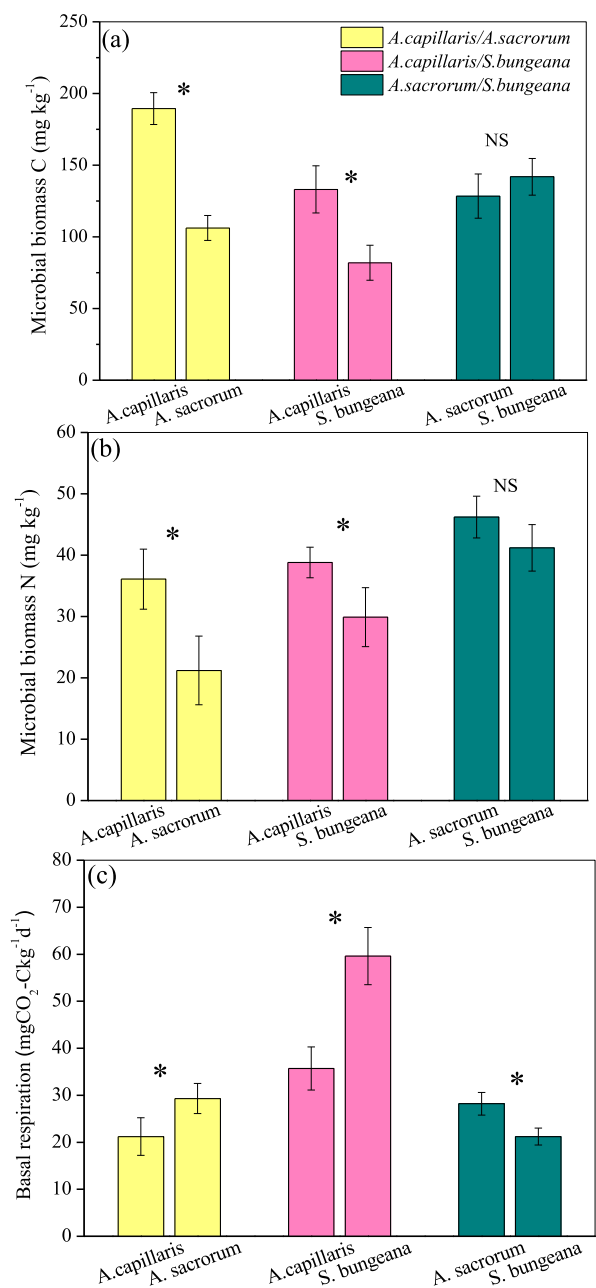 (a)
A.capillaris/A.sacrorum
A.capillaris/S.bungeana
A.sacrorum/S.bungeana
Microbial biomass C (mg kg⁻¹)
250
200
150
100
50
0
*
*
NS
A.capillaris
A. sacrorum
A.capillaris
S. bungeana
A. sacrorum
S. bungeana
(b)
Microbial biomass N (mg kg⁻¹)
60
50
40
30
20
10
0
*
*
NS
A.capillaris
A. sacrorum
A.capillaris
S. bungeana
A. sacrorum
S. bungeana
(c)
Basal respiration (mgCO₂-Ckg⁻¹d⁻¹)
80
70
60
50
40
30
20
10
0
*
*
*
A.capillaris
A. sacrorum
A.capillaris
S. bungeana
A. sacrorum
S. bungeana